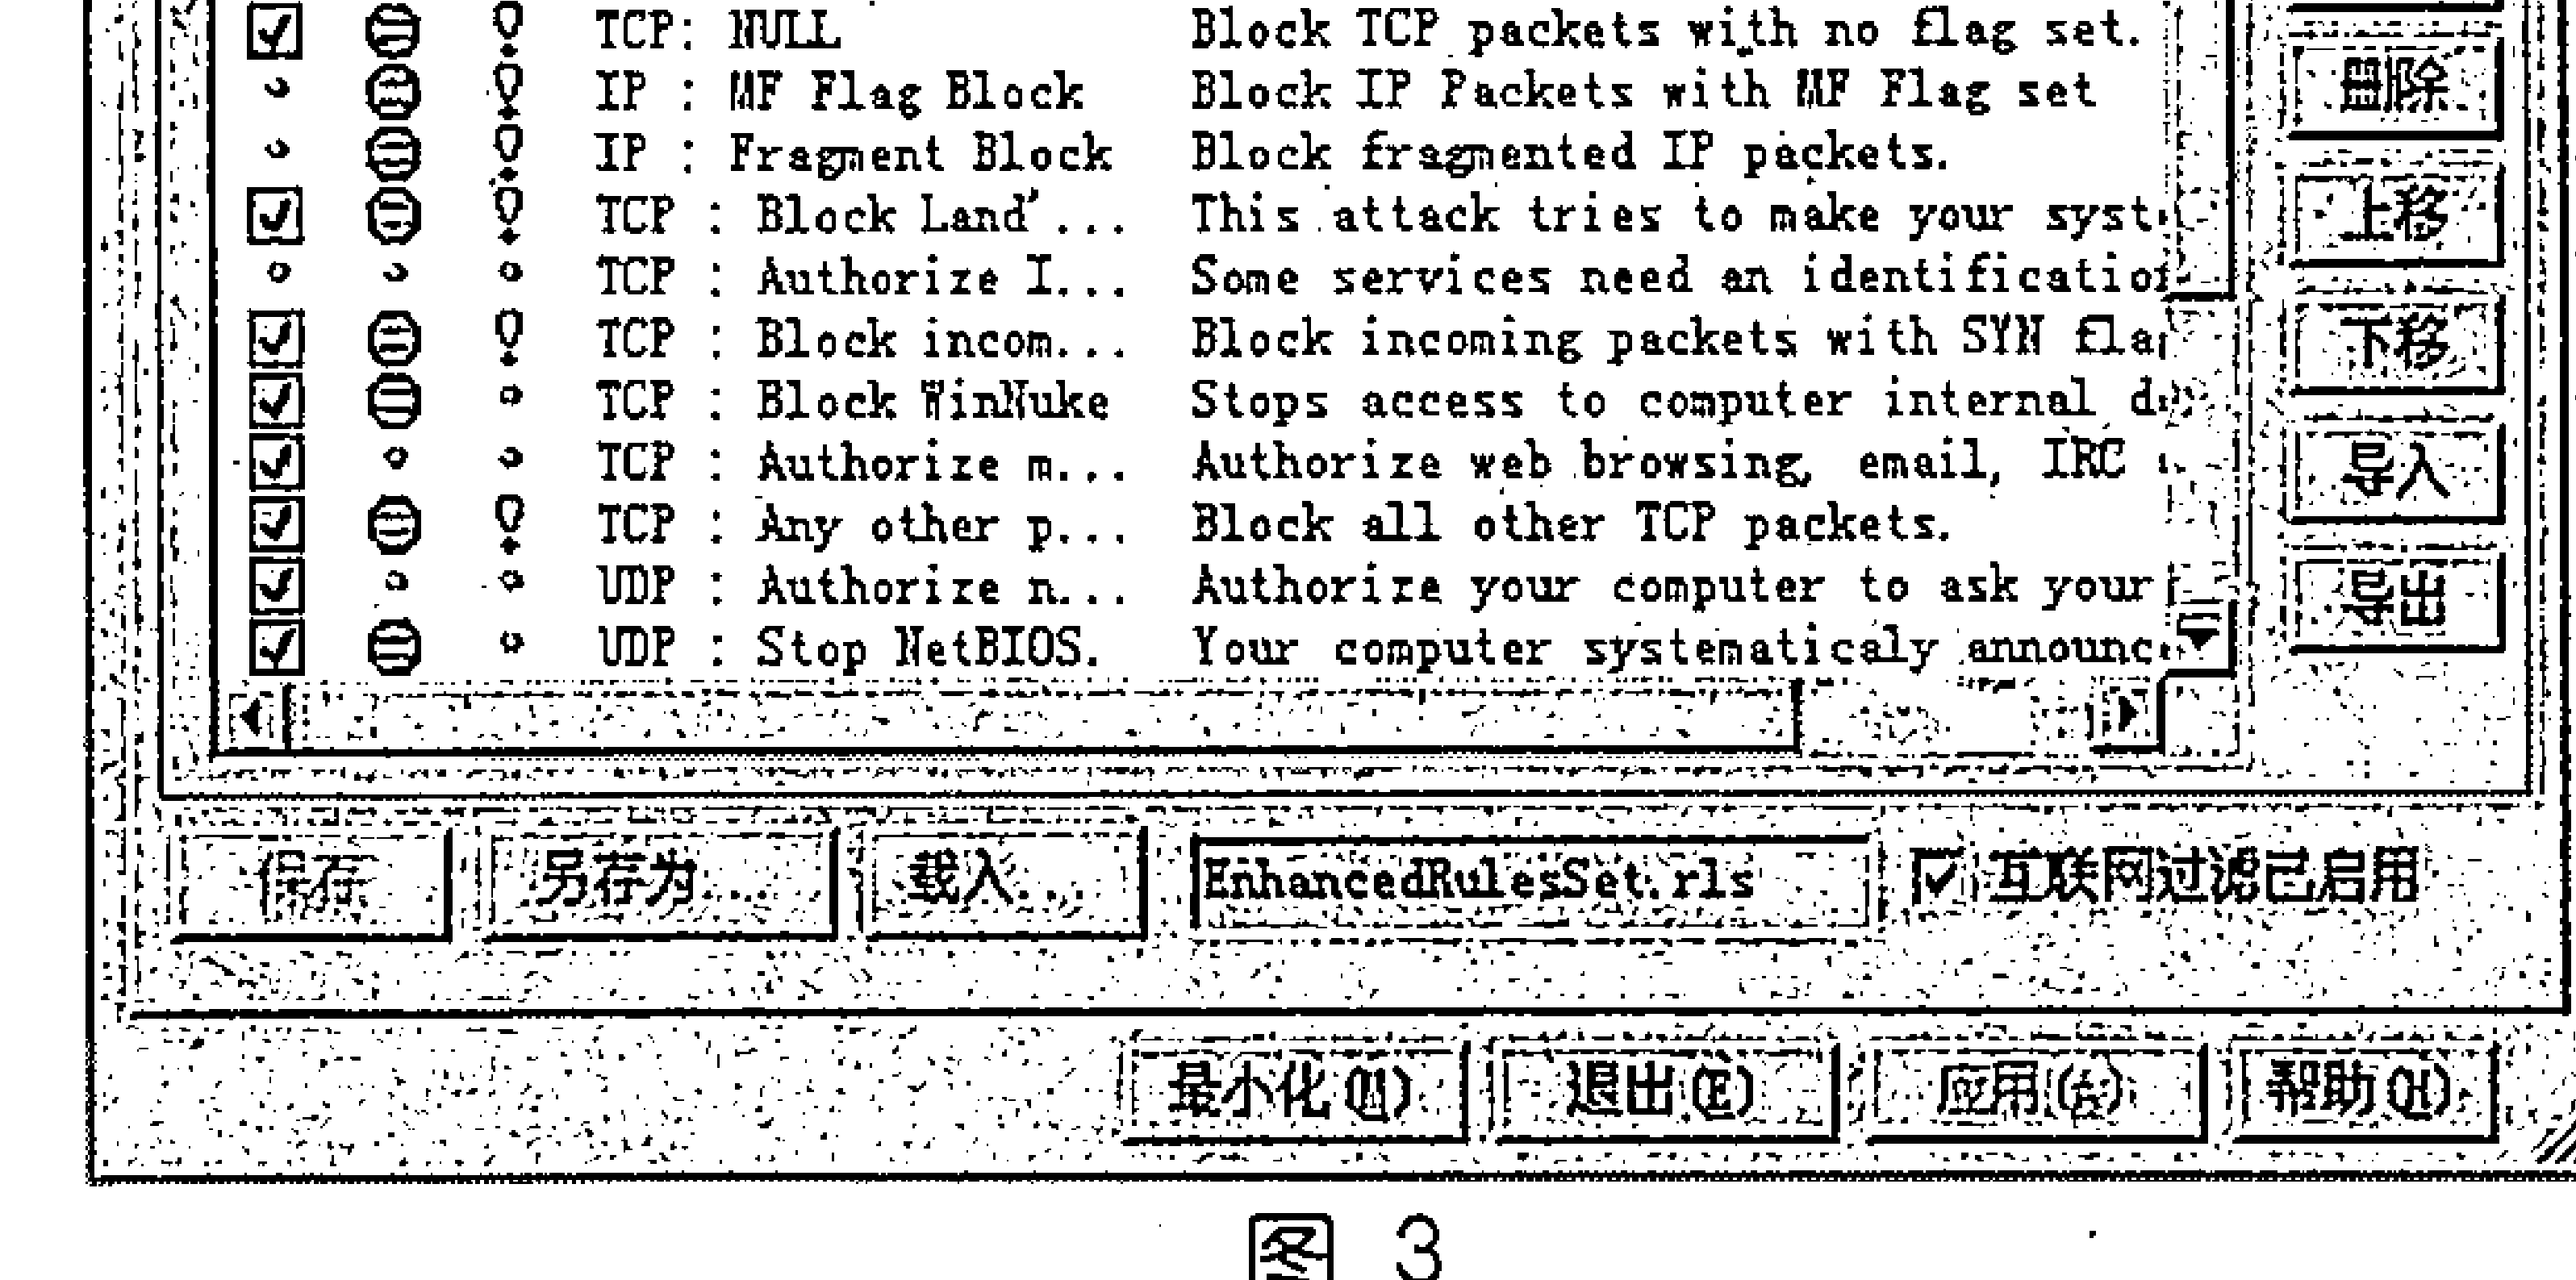 TCP: NULL Block TCP packets with no flag set.
删除
IP : MF Flag Block Block IP Packets with MF Flag set
IP : Fragment Block Block fragmented IP packets.
上移
TCP : Block Land ... This attack tries to make your syst
TCP : Authorize I... Some services need an identification
下移
TCP : Block incom... Block incoming packets with SYN fla
TCP : Block WinNuke Stops access to computer internal d
导入
TCP : Authorize m... Authorize web browsing, email, IRC
TCP : Any other p... Block all other TCP packets.
导出
UDP : Authorize n... Authorize your computer to ask your
UDP : Stop NetBIOS. Your computer systematicaly announc
保存 另存为... 载入... EnhancedRulesSet.rls 互联网过滤已启用
最小化(M) 退出(E) 应用(A) 帮助(H)
图 3